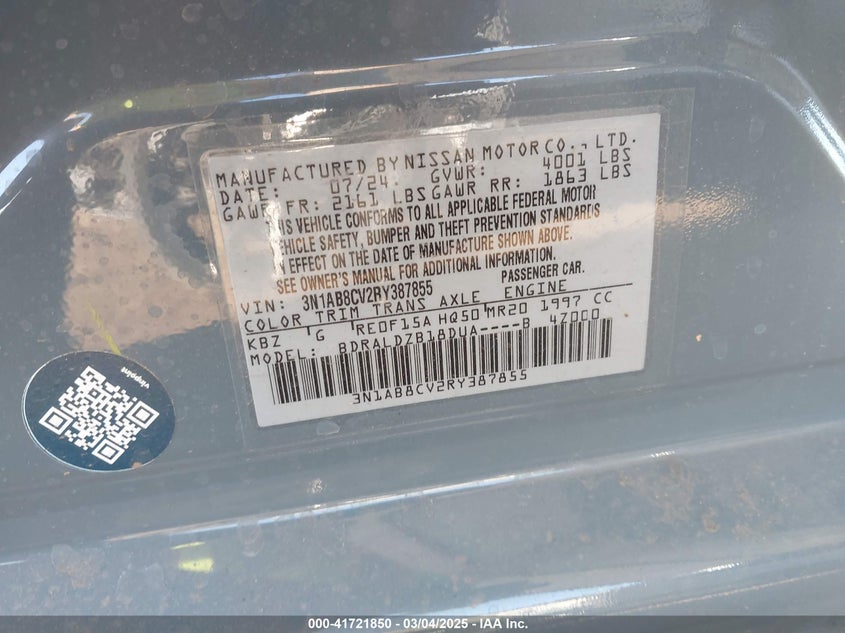 MANUFACTURED BY NISSAN MOTOR CO., LTD.
DATE: 07/24 GVWR: 4001 LBS
GAWR FR: 2161 LBS GAWR RR: 1863 LBS
THIS VEHICLE CONFORMS TO ALL APPLICABLE FEDERAL MOTOR
VEHICLE SAFETY, BUMPER AND THEFT PREVENTION STANDARDS
IN EFFECT ON THE DATE OF MANUFACTURE SHOWN ABOVE.
SEE OWNER'S MANUAL FOR ADDITIONAL INFORMATION.
VIN: 3N1AB8CV2RY387855 PASSENGER CAR.
COLOR TRIM TRANS AXLE ENGINE
KBZ G RE0F15A HQ50 MR20 1997 CC
MODEL: BDRALDZB18DUA----B 4Z000
3N1AB8CV2RY387855
000-41721850 - 03/04/2025 - IAA Inc.